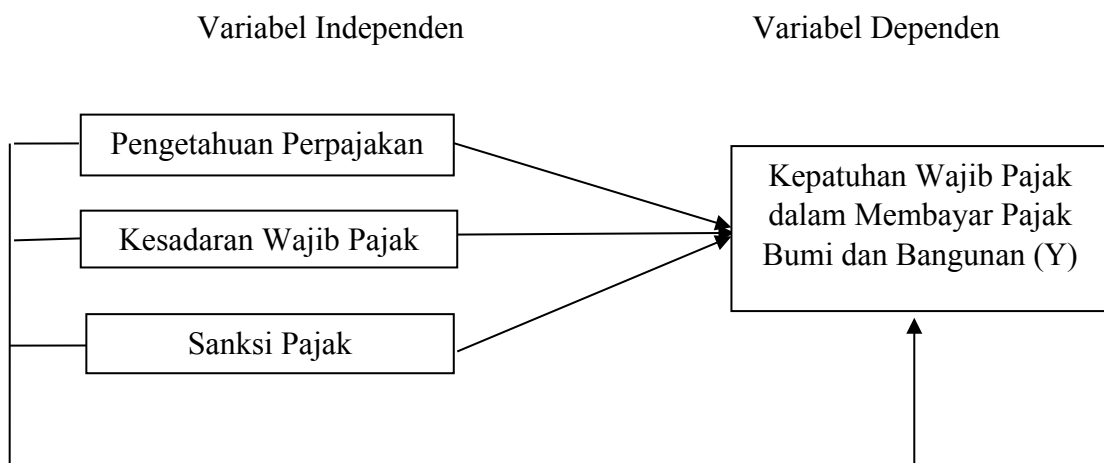 Variabel Independen
Variabel Dependen
Pengetahuan Perpajakan
Kesadaran Wajib Pajak
Sanksi Pajak
Kepatuhan Wajib Pajak
dalam Membayar Pajak
Bumi dan Bangunan (Y)